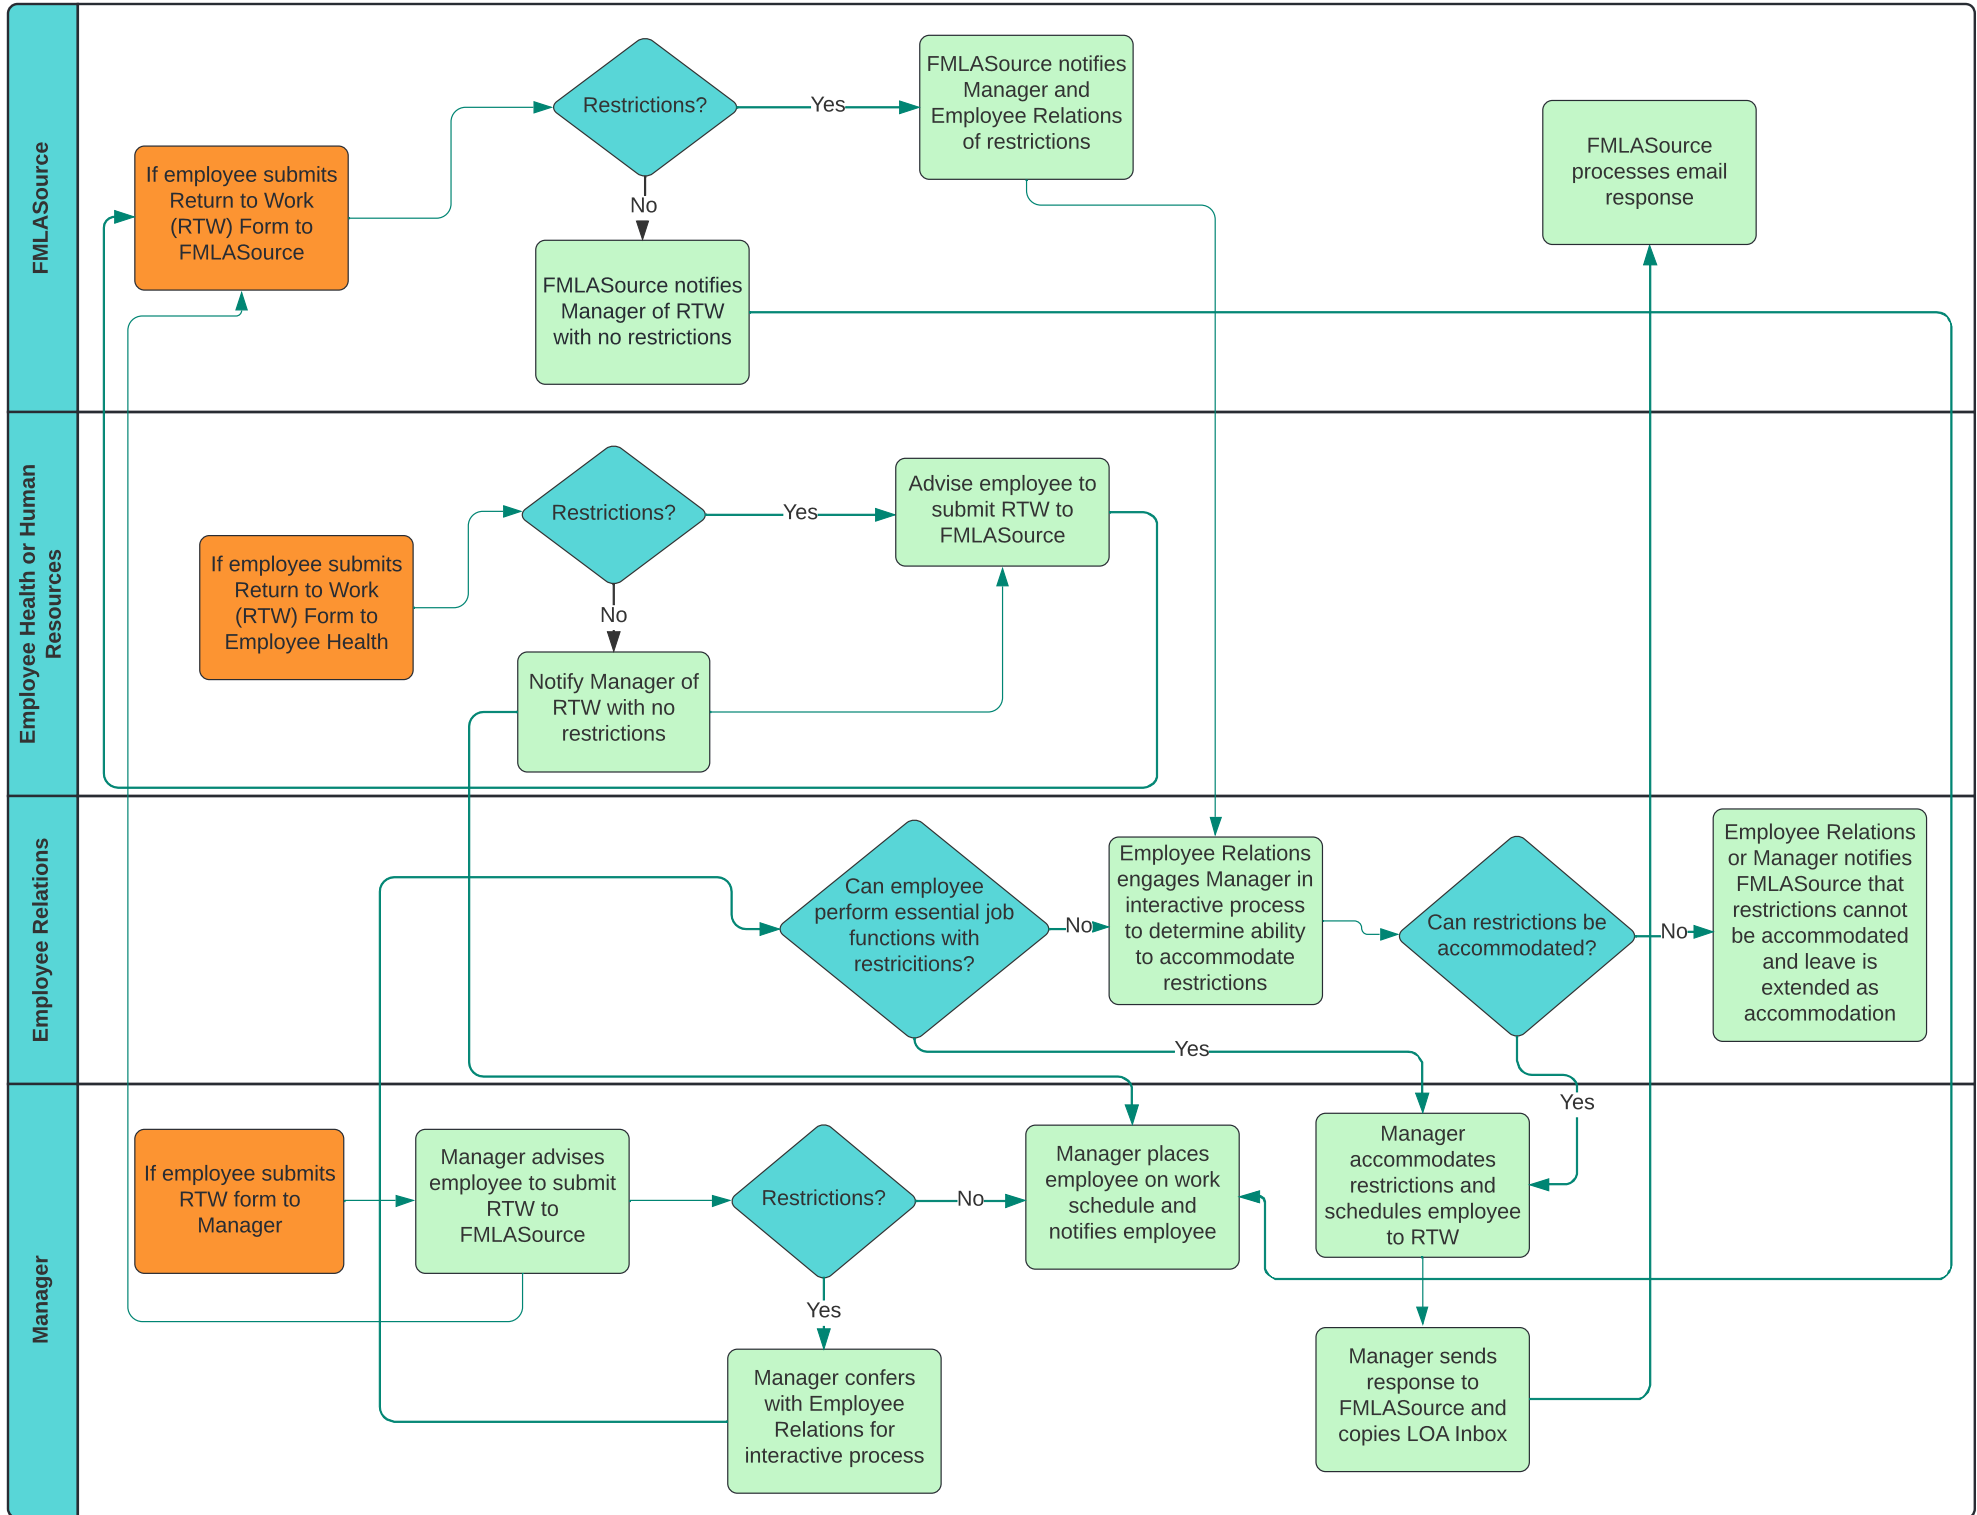 FMLASource
If employee submits
Return to Work
(RTW) Form to
FMLASource
Restrictions?
Yes
No
FMLASource notifies
Manager and
Employee Relations
of restrictions
FMLASource notifies
Manager of RTW
with no restrictions
FMLASource
processes email
response
Employee Health or Human
Resources
If employee submits
Return to Work
(RTW) Form to
Employee Health
Restrictions?
Yes
No
Advise employee to
submit RTW to
FMLASource
Notify Manager of
RTW with no
restrictions
Employee Relations
Can employee
perform essential job
functions with
restricitions?
No
Yes
Employee Relations
engages Manager in
interactive process
to determine ability
to accommodate
restrictions
Can restrictions be
accommodated?
No
Yes
Employee Relations
or Manager notifies
FMLASource that
restrictions cannot
be accommodated
and leave is
extended as
accommodation
Manager
If employee submits
RTW form to
Manager
Manager advises
employee to submit
RTW to
FMLASource
Restrictions?
No
Yes
Manager places
employee on work
schedule and
notifies employee
Manager
accommodates
restrictions and
schedules employee
to RTW
Manager confers
with Employee
Relations for
interactive process
Manager sends
response to
FMLASource and
copies LOA Inbox